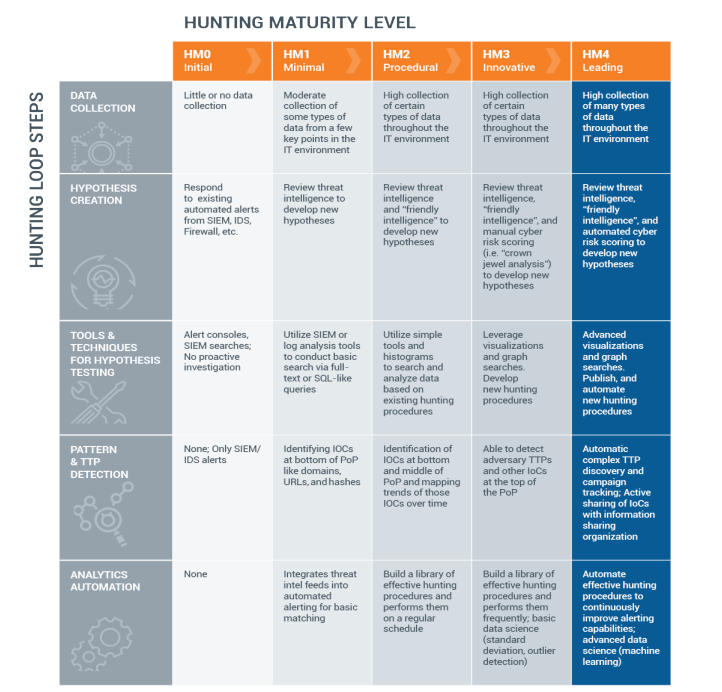 HUNTING MATURITY LEVEL
HUNTING LOOP STEPS
HM0
Initial
HM1
Minimal
HM2
Procedural
HM3
Innovative
HM4
Leading
DATA
COLLECTION
Little or no data
collection
Moderate
collection of
some types of
data from a few
key points in the
IT environment
High collection
of certain
types of data
throughout the
IT environment
High collection
of certain
types of data
throughout the
IT environment
High collection
of many types
of data
throughout the
IT environment
HYPOTHESIS
CREATION
Respond
to existing
automated alerts
from SIEM, IDS,
Firewall, etc.
Review threat
intelligence to
develop new
hypotheses
Review threat
intelligence
and “friendly
intelligence” to
develop new
hypotheses
Review threat
intelligence,
“friendly
intelligence”, and
manual cyber
risk scoring
(i.e. “crown
jewel analysis”)
to develop new
hypotheses
Review threat
intelligence,
“friendly
intelligence”, and
automated cyber
risk scoring to
develop new
hypotheses
TOOLS &
TECHNIQUES
FOR HYPOTHESIS
TESTING
Alert consoles,
SIEM searches;
No proactive
investigation
Utilize SIEM or
log analysis tools
to conduct basic
search via full-
text or SQL-like
queries
Utilize simple
tools and
histograms
to search and
analyze data
based on
existing hunting
procedures
Leverage
visualizations
and graph
searches.
Develop
new hunting
procedures
Advanced
visualizations
and graph
searches.
Publish, and
automate
new hunting
procedures
PATTERN
& TTP
DETECTION
None; Only SIEM/
IDS alerts
Identifying IOCs
at bottom of PoP
like domains,
URLs, and hashes
Identification of
IOCs at bottom
and middle of
PoP and mapping
trends of those
IOCs over time
Able to detect
adversary TTPs
and other IoCs
at the top of
the PoP
Automatic
complex TTP
discovery and
campaign
tracking; Active
sharing of IoCs
with information
sharing
organization
ANALYTICS
AUTOMATION
None
Integrates threat
intel feeds into
automated
alerting for basic
matching
Build a library of
effective hunting
procedures and
performs them
on a regular
schedule
Build a library of
effective hunting
procedures and
performs them
frequently; basic
data science
(standard
deviation, outlier
detection)
Automate
effective hunting
procedures to
continuously
improve alerting
capabilities;
advanced data
science (machine
learning)